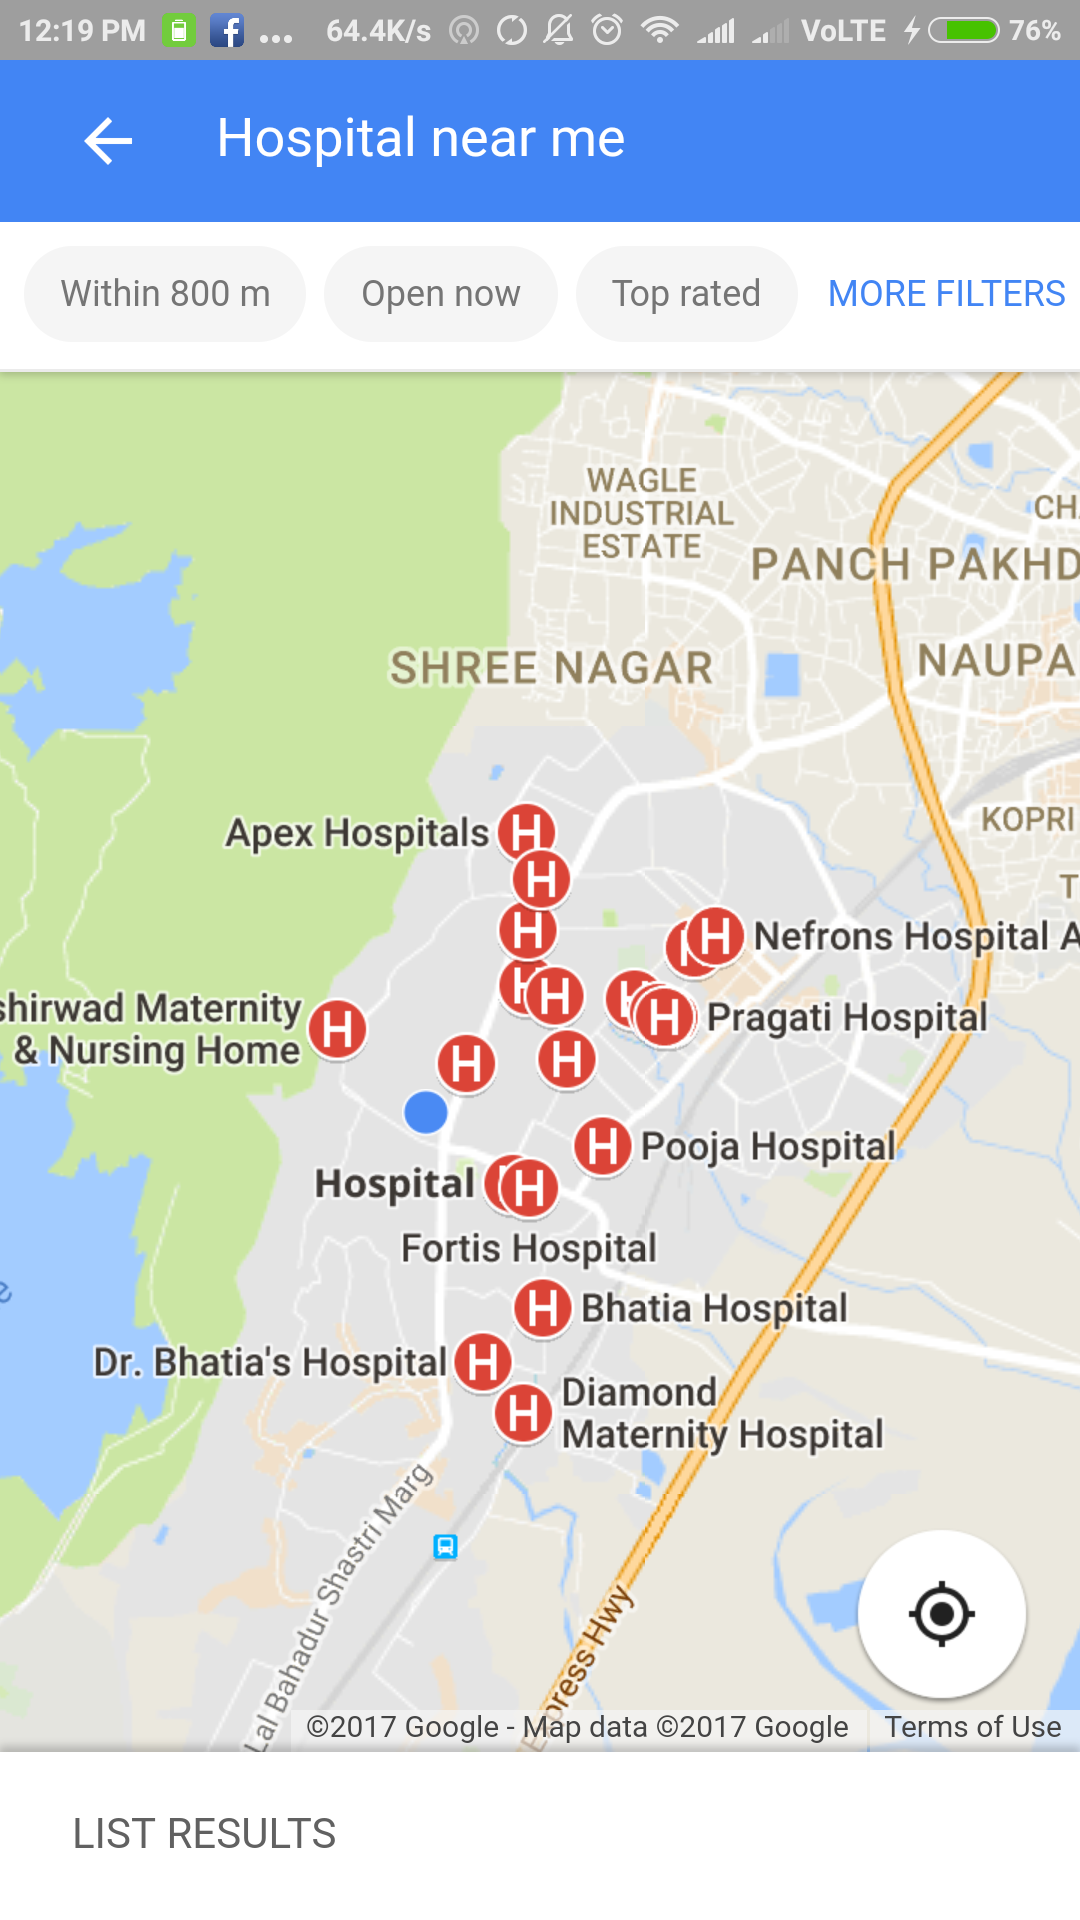 12:19 PM ... 64.4K/s VoLTE 76%
Hospital near me
Within 800 m Open now Top rated MORE FILTERS
WAGLE
INDUSTRIAL
ESTATE
CH
PANCH PAKHD
SHREE NAGAR
NAUPA
KOPRI
T
Apex Hospitals
Nefrons Hospital A
shirwad Maternity
& Nursing Home
Pragati Hospital
Pooja Hospital
Hospital
Fortis Hospital
Bhatia Hospital
Dr. Bhatia's Hospital
Diamond
Maternity Hospital
Lal Bahadur Shastri Marg
Express Hwy
©2017 Google - Map data ©2017 Google Terms of Use
LIST RESULTS